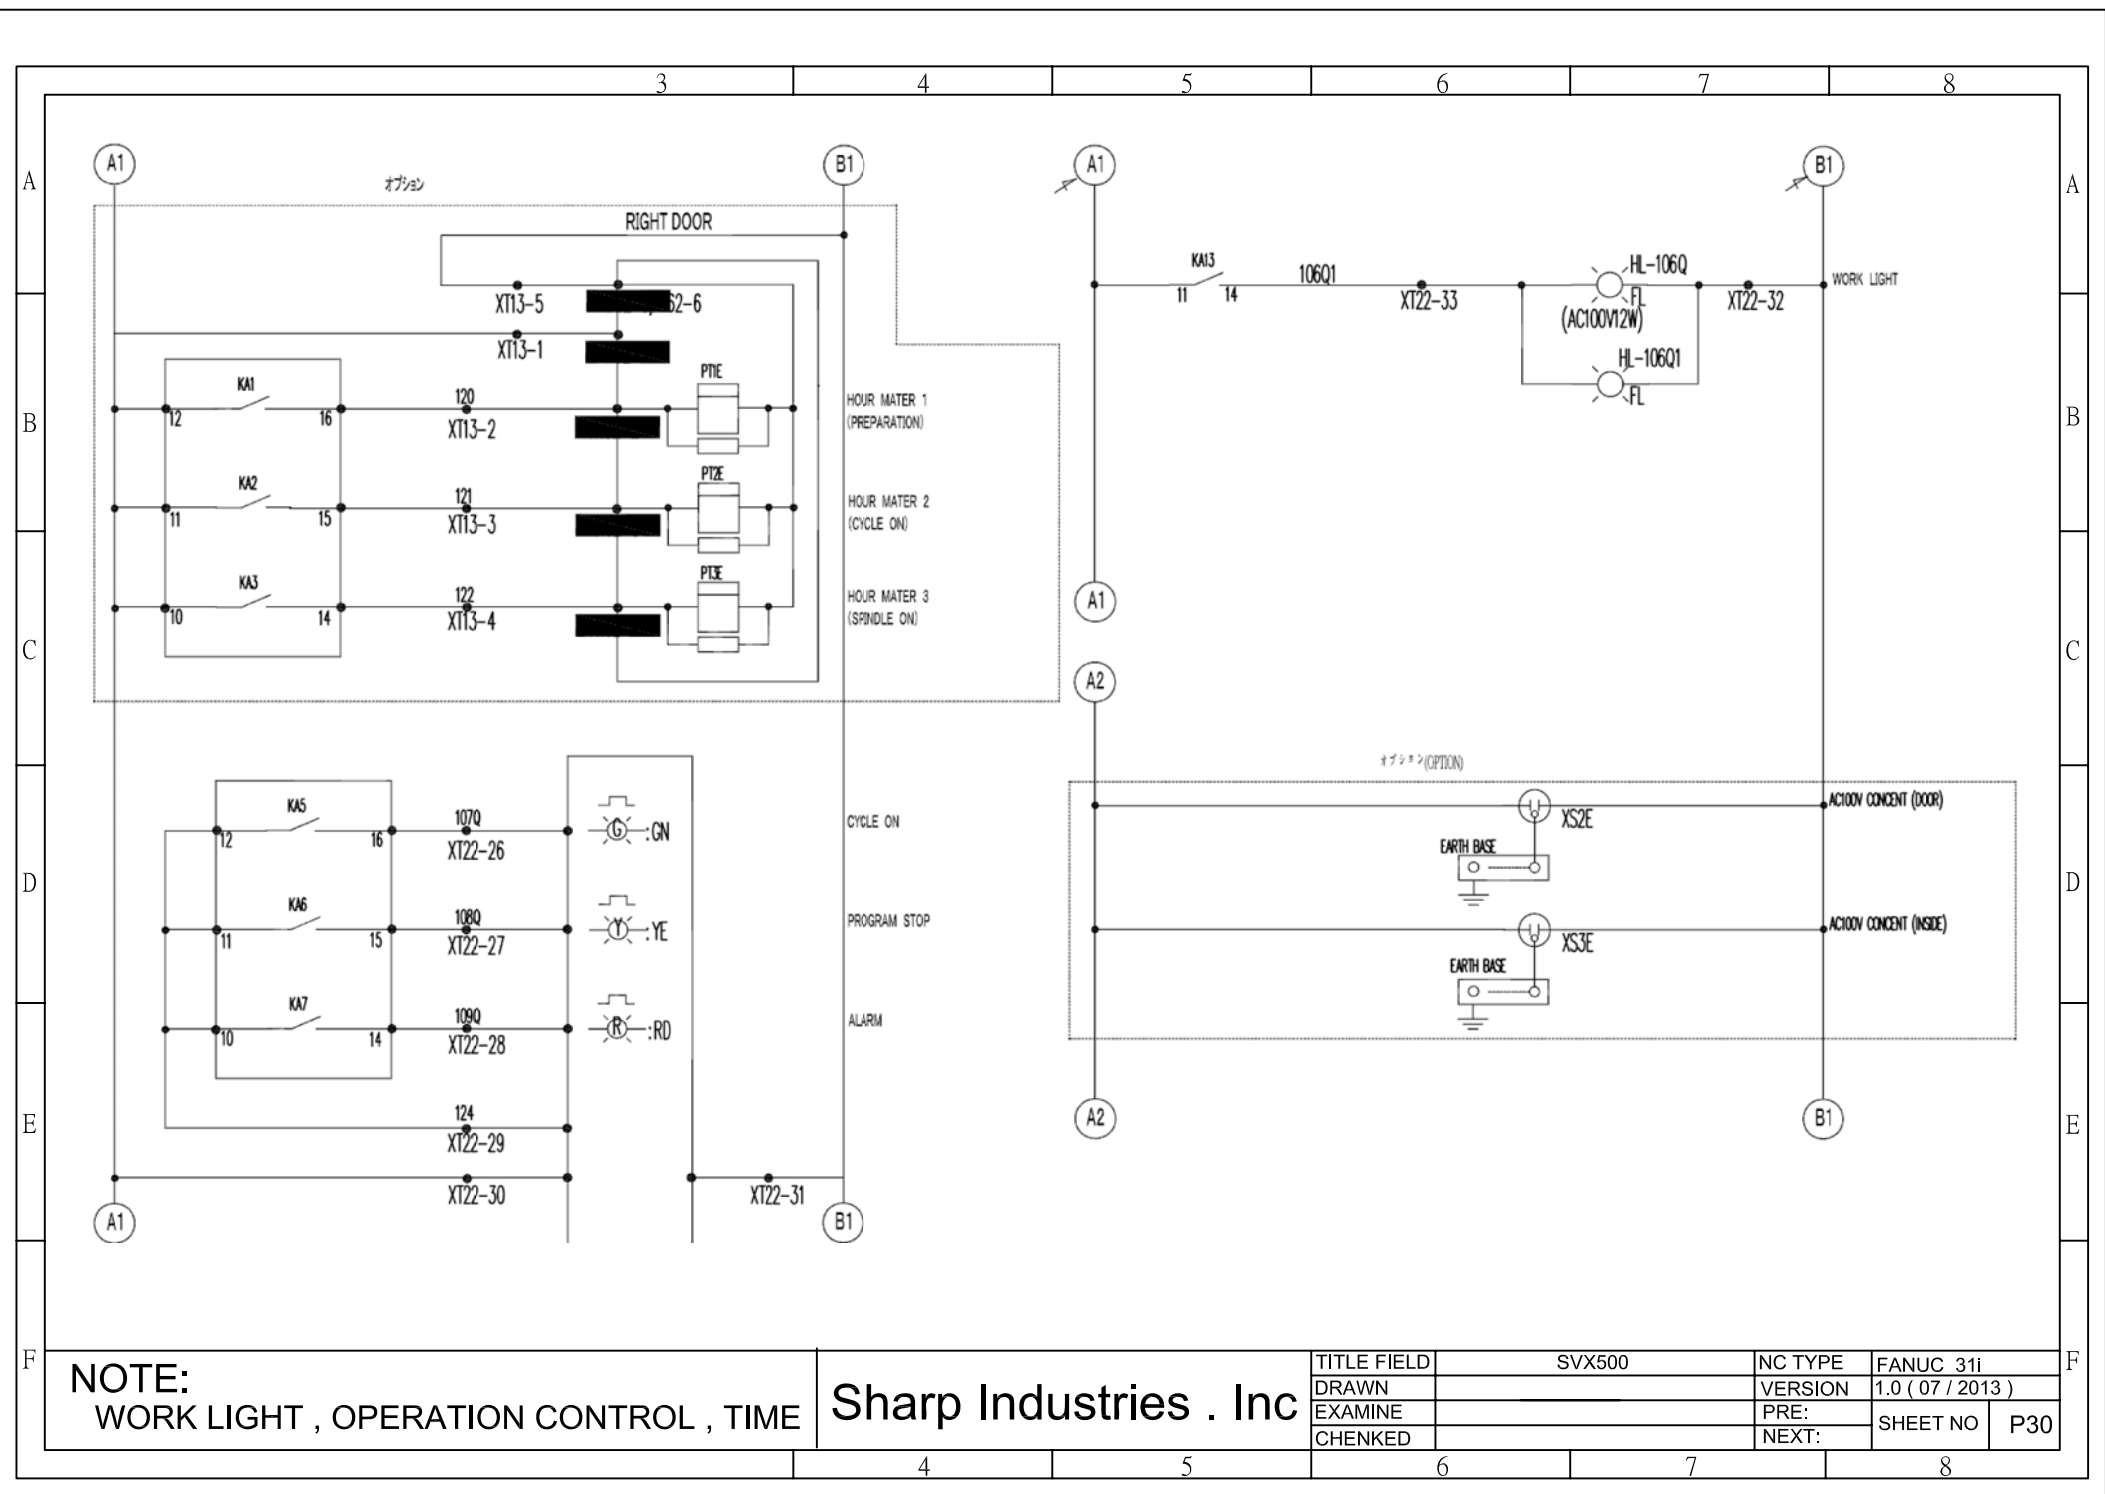 3 4 5 6 7 8
A A
B B
C C
D D
E E
F F
A1
オプション
B1
RIGHT DOOR
XT13-5
62-6
XT13-1
KA1
12
16
120
XT13-2
PT1E
HOUR MATER 1
(PREPARATION)
KA2
11
15
121
XT13-3
PT2E
HOUR MATER 2
(CYCLE ON)
KA3
10
14
122
XT13-4
PT3E
HOUR MATER 3
(SPINDLE ON)
KA5
12
16
107Q
XT22-26
G
:GN
CYCLE ON
KA6
11
15
108Q
XT22-27
Y
:YE
PROGRAM STOP
KA7
10
14
109Q
XT22-28
R
:RD
ALARM
124
XT22-29
XT22-30
XT22-31
A1
B1
A1
B1
KA13
11
14
106Q1
XT22-33
HL-106Q
FL
(AC100V12W)
XT22-32
WORK LIGHT
HL-106Q1
FL
A1
A2
オプション(OPTION)
XS2E
AC100V CONCENT (DOOR)
EARTH BASE
XS3E
AC100V CONCENT (INSIDE)
EARTH BASE
A2
B1
NOTE:
WORK LIGHT , OPERATION CONTROL , TIME
Sharp Industries . Inc
TITLE FIELD SVX500 NC TYPE FANUC 31i
DRAWN VERSION 1.0 ( 07 / 2013 )
EXAMINE PRE: SHEET NO P30
CHENKED NEXT:
4 5 6 7 8